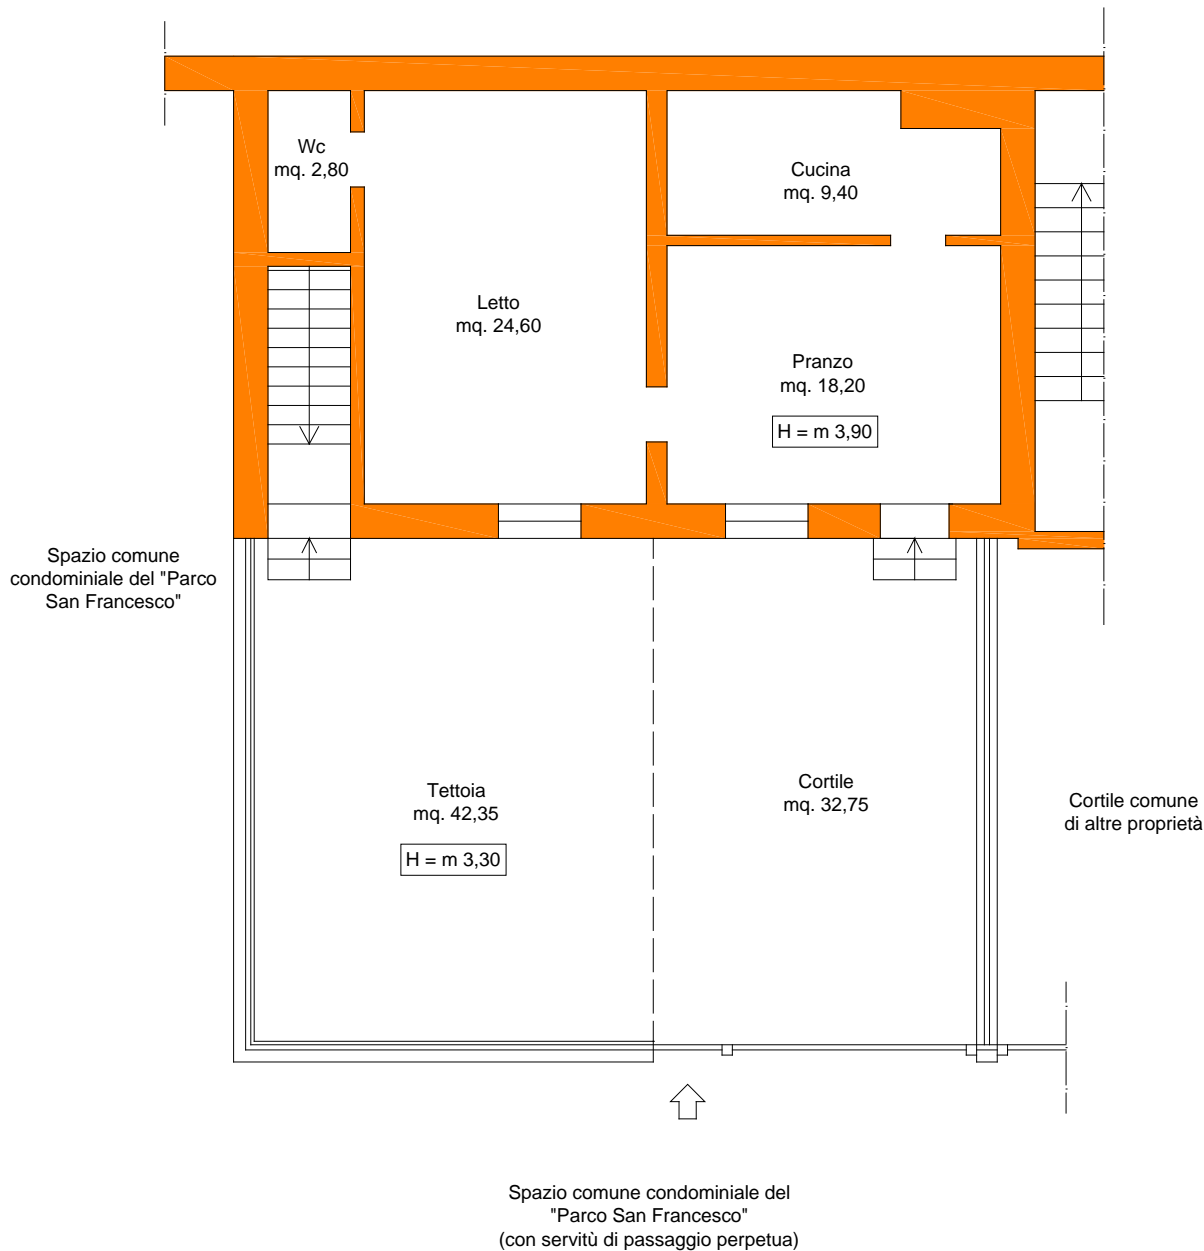 Wc
mq. 2,80
Cucina
mq. 9,40
Letto
mq. 24,60
Pranzo
mq. 18,20
H = m 3,90
Spazio comune
condominiale del "Parco
San Francesco"
Tettoia
mq. 42,35
H = m 3,30
Cortile
mq. 32,75
Cortile comune
di altre proprietà
Spazio comune condominiale del
"Parco San Francesco"
(con servitù di passaggio perpetua)